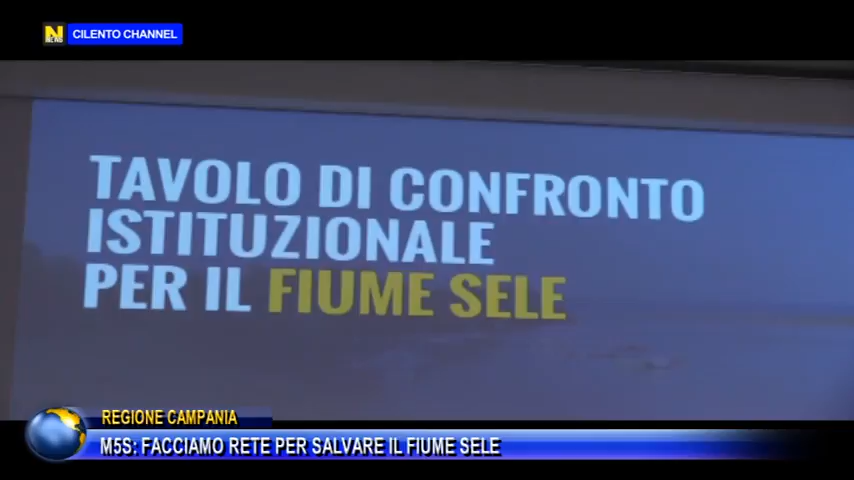 CILENTO CHANNEL
TAVOLO DI CONFRONTO
ISTITUZIONALE
PER IL FIUME SELE
REGIONE CAMPANIA
M5S: FACCIAMO RETE PER SALVARE IL FIUME SELE